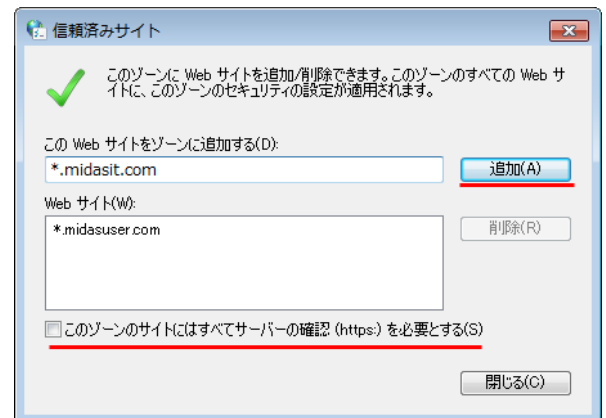 信頼済みサイト
このゾーンに Web サイトを追加/削除できます。このゾーンのすべての Web サ
イトに、このゾーンのセキュリティの設定が適用されます。
この Web サイトをゾーンに追加する(D):
*.midasit.com
追加(A)
Web サイト(W):
*.midasuser.com
削除(R)
このゾーンのサイトにはすべてサーバーの確認 (https:) を必要とする(S)
閉じる(C)